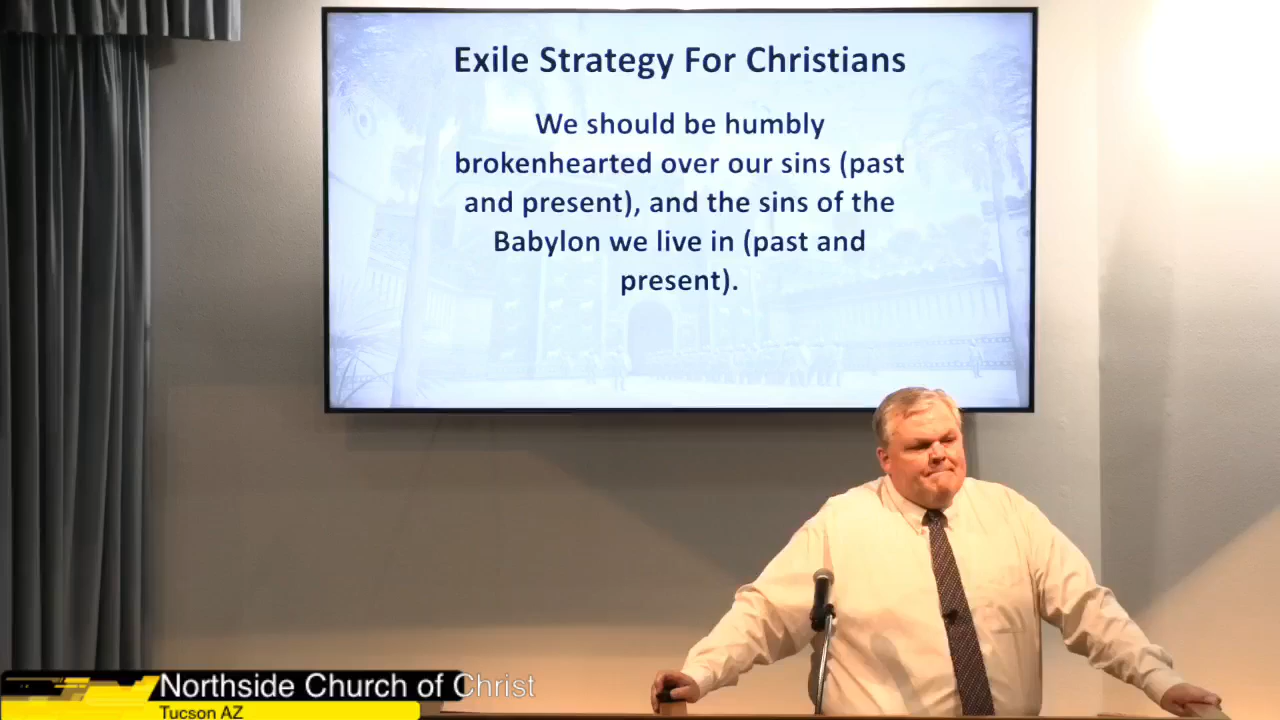 Exile Strategy For Christians
We should be humbly
brokenhearted over our sins (past
and present), and the sins of the
Babylon we live in (past and
present).
Northside Church of Christ
Tucson AZ